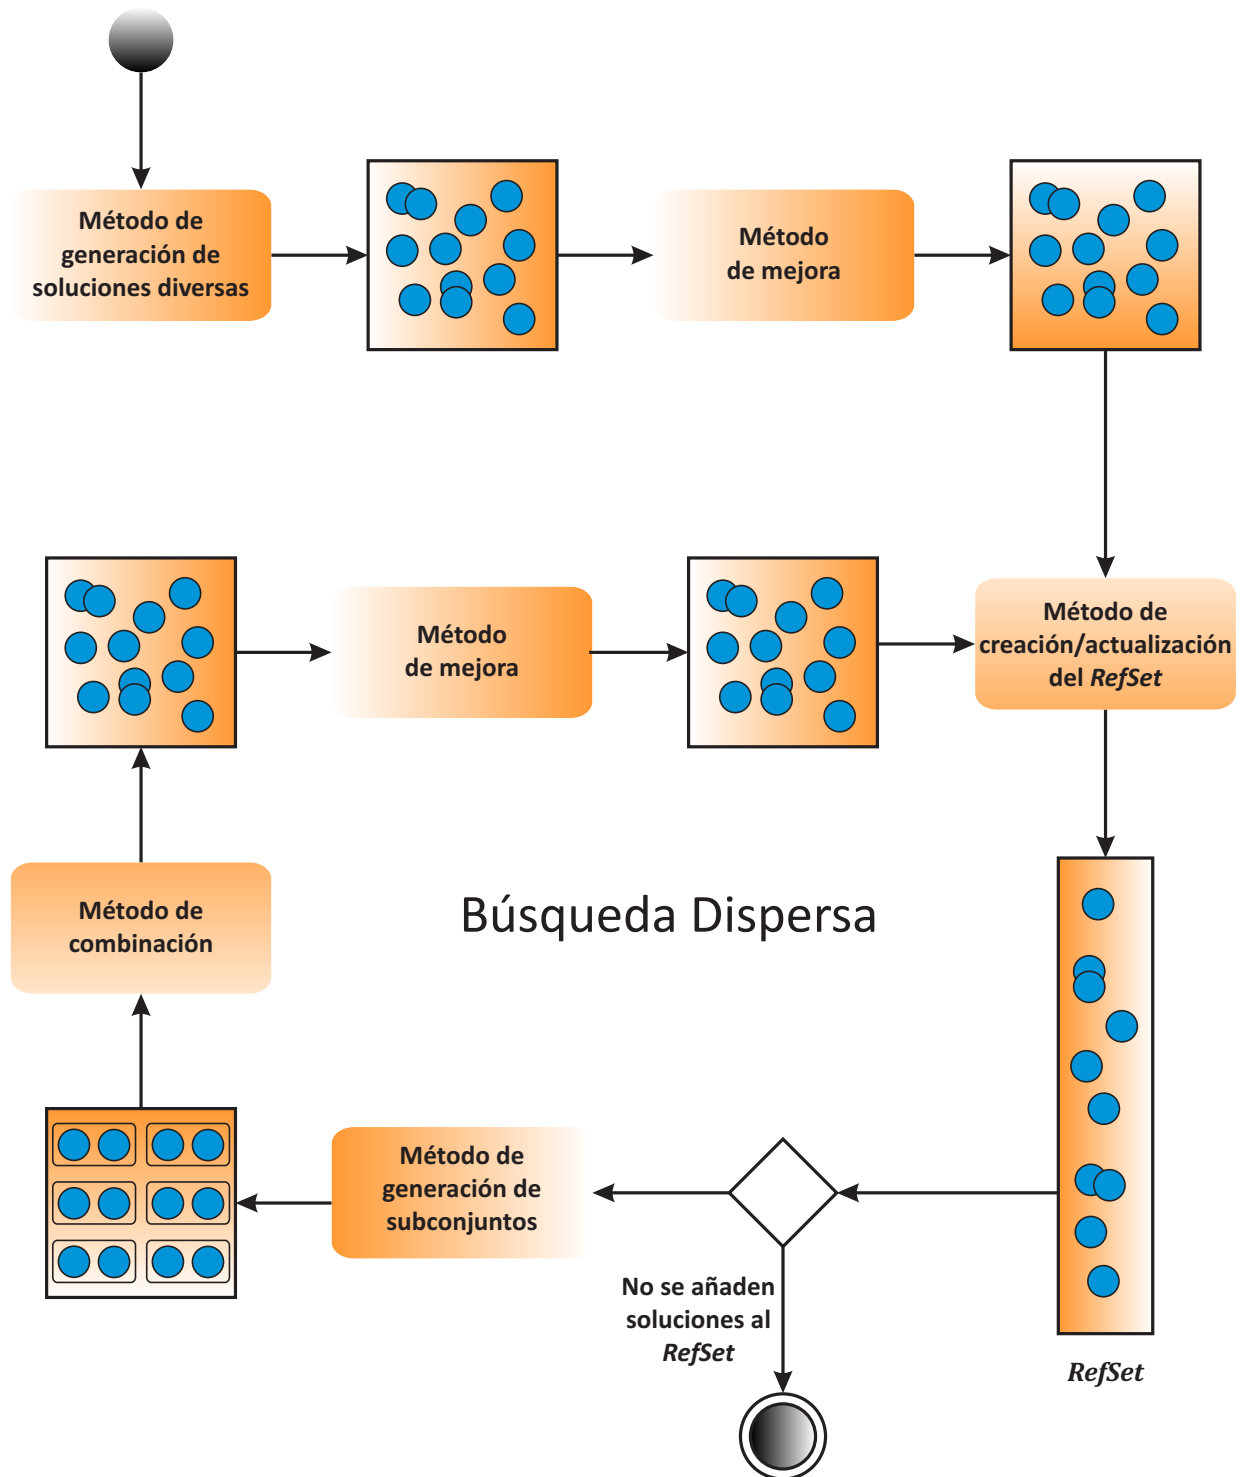 Método de
generación de
soluciones diversas
Método
de mejora
Método
de mejora
Método de
creación/actualización
del RefSet
Método de
combinación
Búsqueda Dispersa
Método de
generación de
subconjuntos
No se añaden
soluciones al
RefSet
RefSet